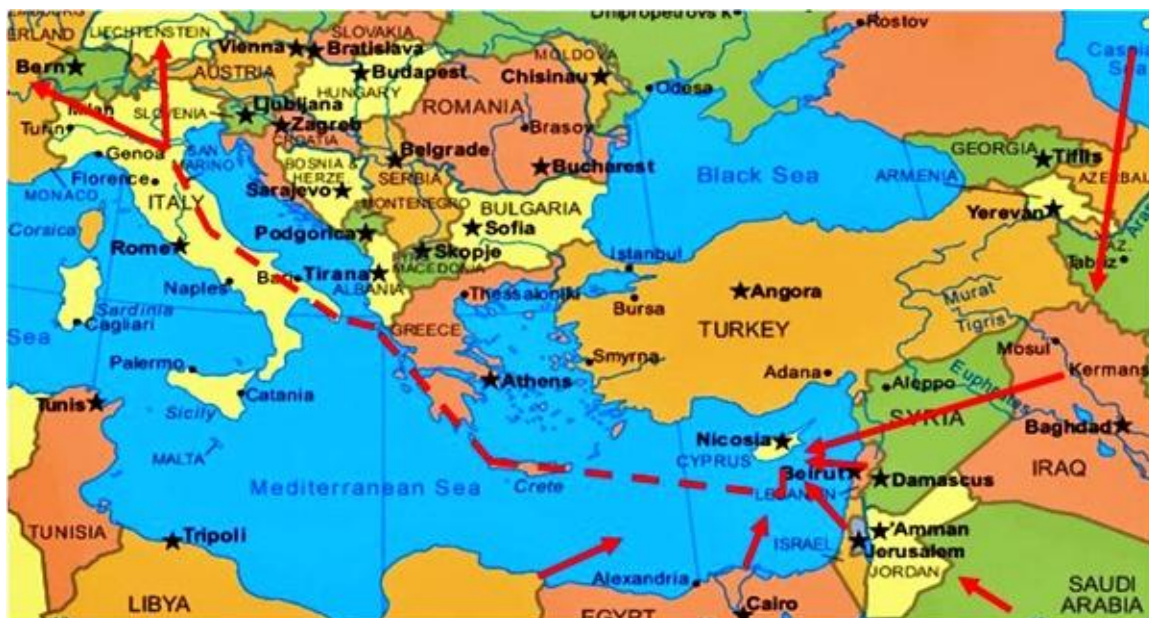 LIECHTENSTEIN
Bern
Vienna
Bratislava
SLOVAKIA
AUSTRIA
Budapest
HUNGARY
MOLDOVA
Chisinau
Odesa
Rostov
Caspia
Sea
Milan
Turin
SLOVENIA
Ljubljana
Zagreb
CROATIA
ROMANIA
Brasov
Genoa
SAN
MARINO
BOSNIA &
HERZE
Belgrade
Bucharest
Black Sea
GEORGIA
Tiflis
ARMENIA
AZERBAI
MONACO
Florence
ITALY
Sarajevo
SERBIA
MONTENEGRO
BULGARIA
Yerevan
Corsica
Rome
Podgorica
Sofia
Skopje
MACEDONIA
Istanbul
AZ.
Tabuz
Naples
Bari
Tirana
ALBANIA
Thessaloniki
Bursa
Angora
Murat
Sardinia
Cagliari
Sea
GREECE
TURKEY
Tigris
Mosul
Palermo
Smyrna
Adana
Aleppo
Euphrates
Kermans
Tunis
Catania
Sicily
Athens
SYRIA
Baghdad
MALTA
Nicosia
CYPRUS
IRAQ
Mediterranean Sea
Crete
Beirut
LEBANON
Damascus
TUNISIA
Tripoli
ISRAEL
'Amman
Jerusalem
JORDAN
LIBYA
Alexandria
EGYPT
Cairo
SAUDI
ARABIA